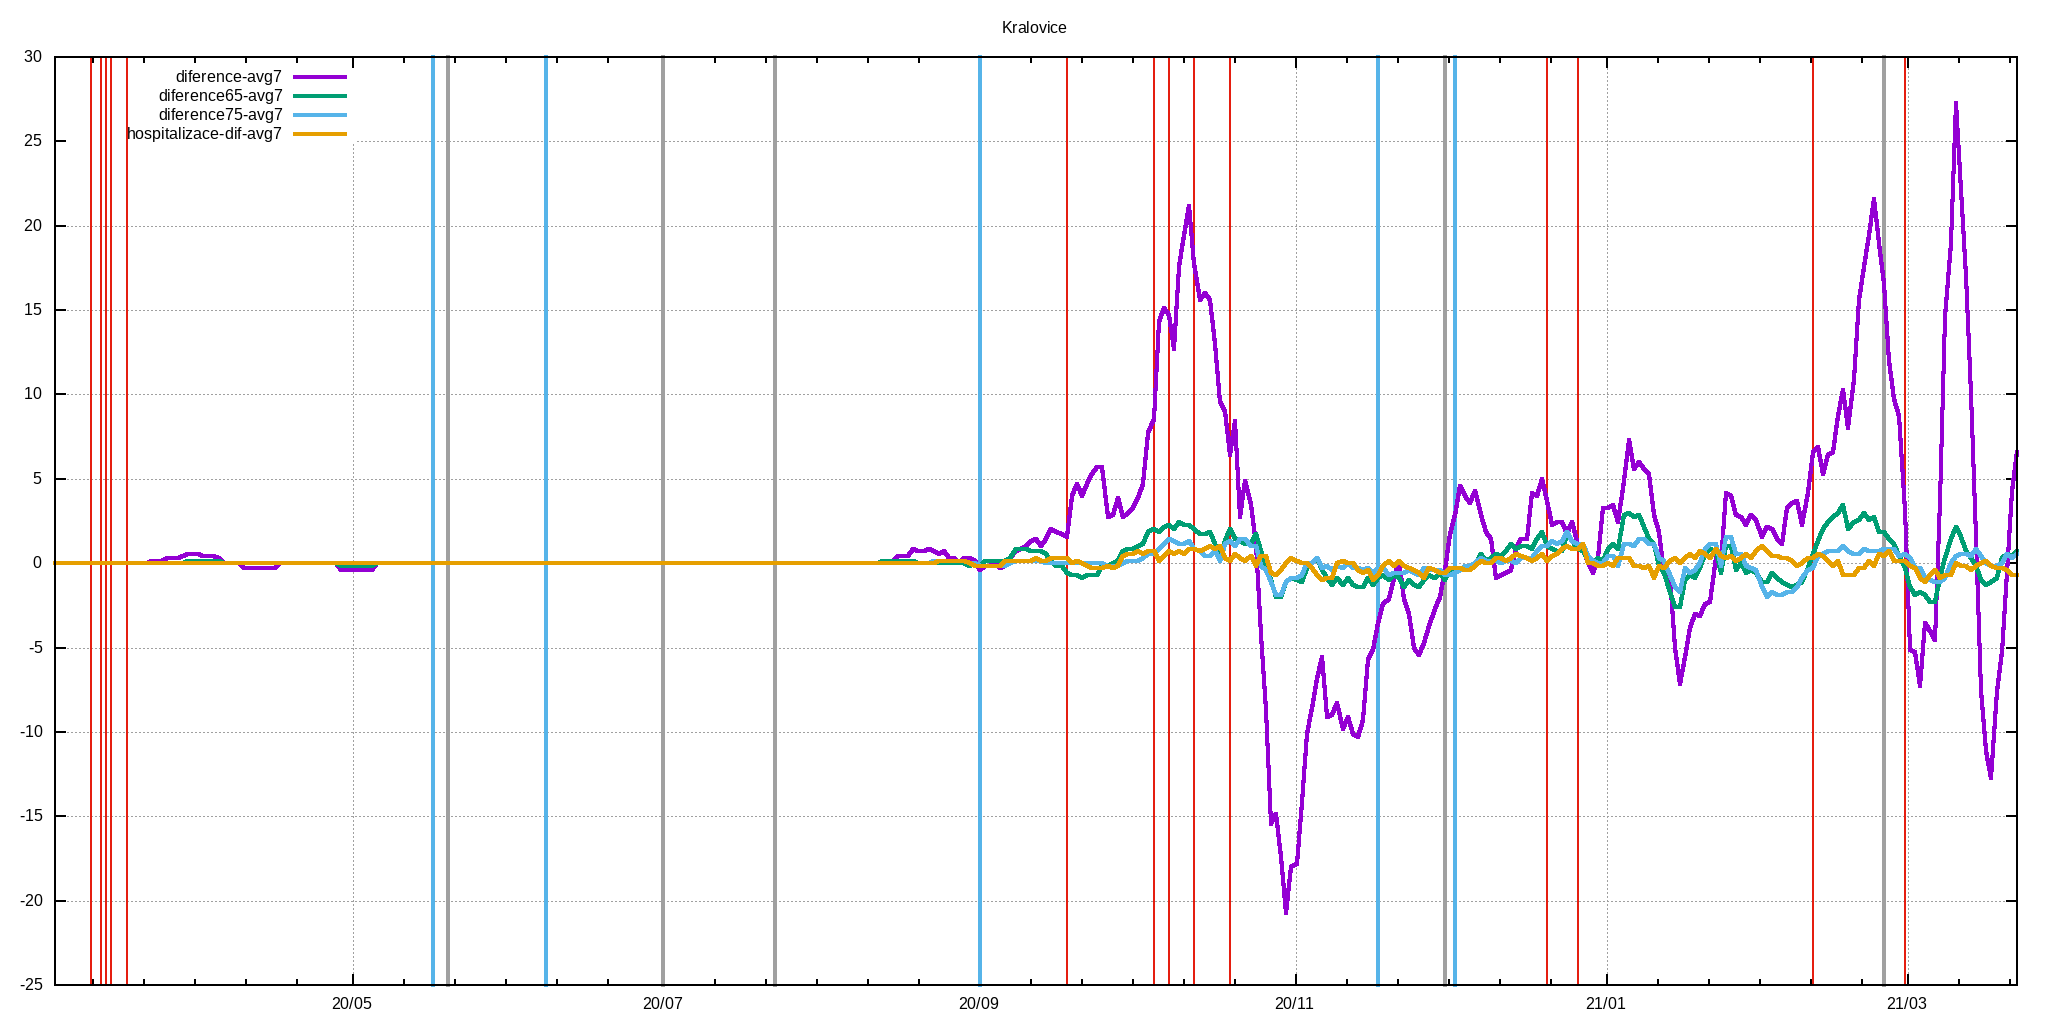 Kralovice
30
diference-avg7
diference65-avg7
diference75-avg7
hospitalizace-dif-avg7
25
20
15
10
5
0
-5
-10
-15
-20
-25
20/05 20/07 20/09 20/11 21/01 21/03